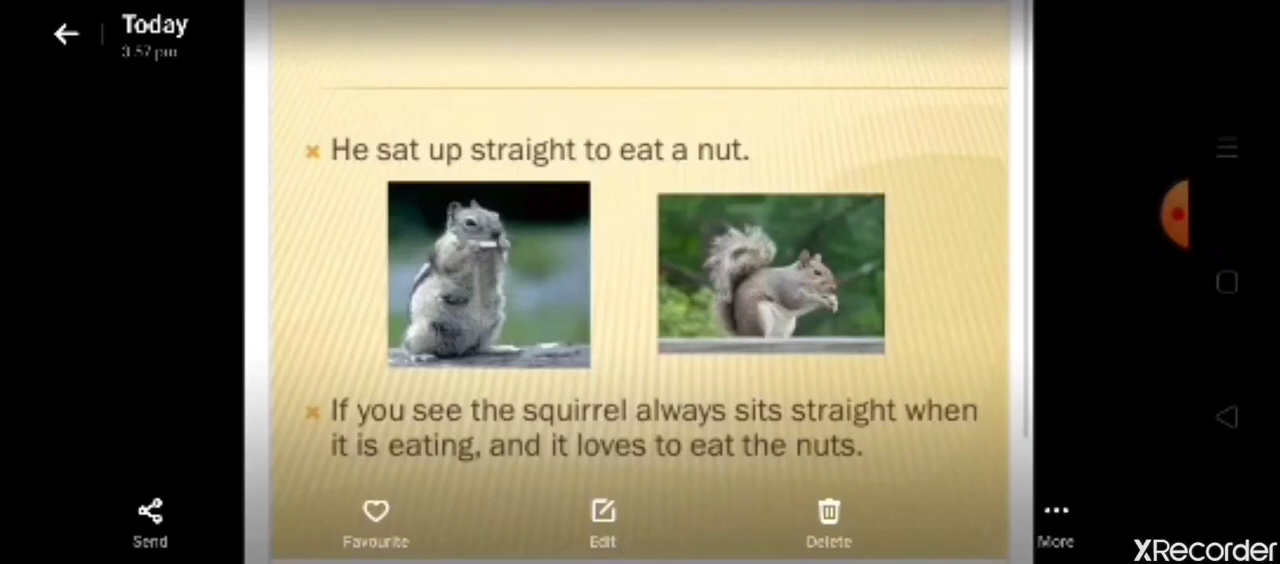 Today
3:57 pm
He sat up straight to eat a nut.
If you see the squirrel always sits straight when
it is eating, and it loves to eat the nuts.
Send
Favourite
Edit
Delete
More
XRecorder